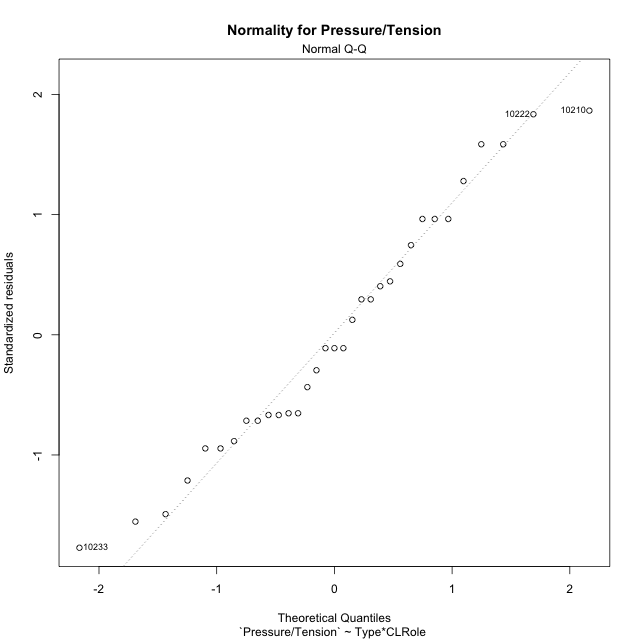 Normality for Pressure/Tension
Normal Q-Q
2
1
0
-1
Standardized residuals
10222
10210
10233
-2 -1 0 1 2
Theoretical Quantiles
`Pressure/Tension` ~ Type*CLRole